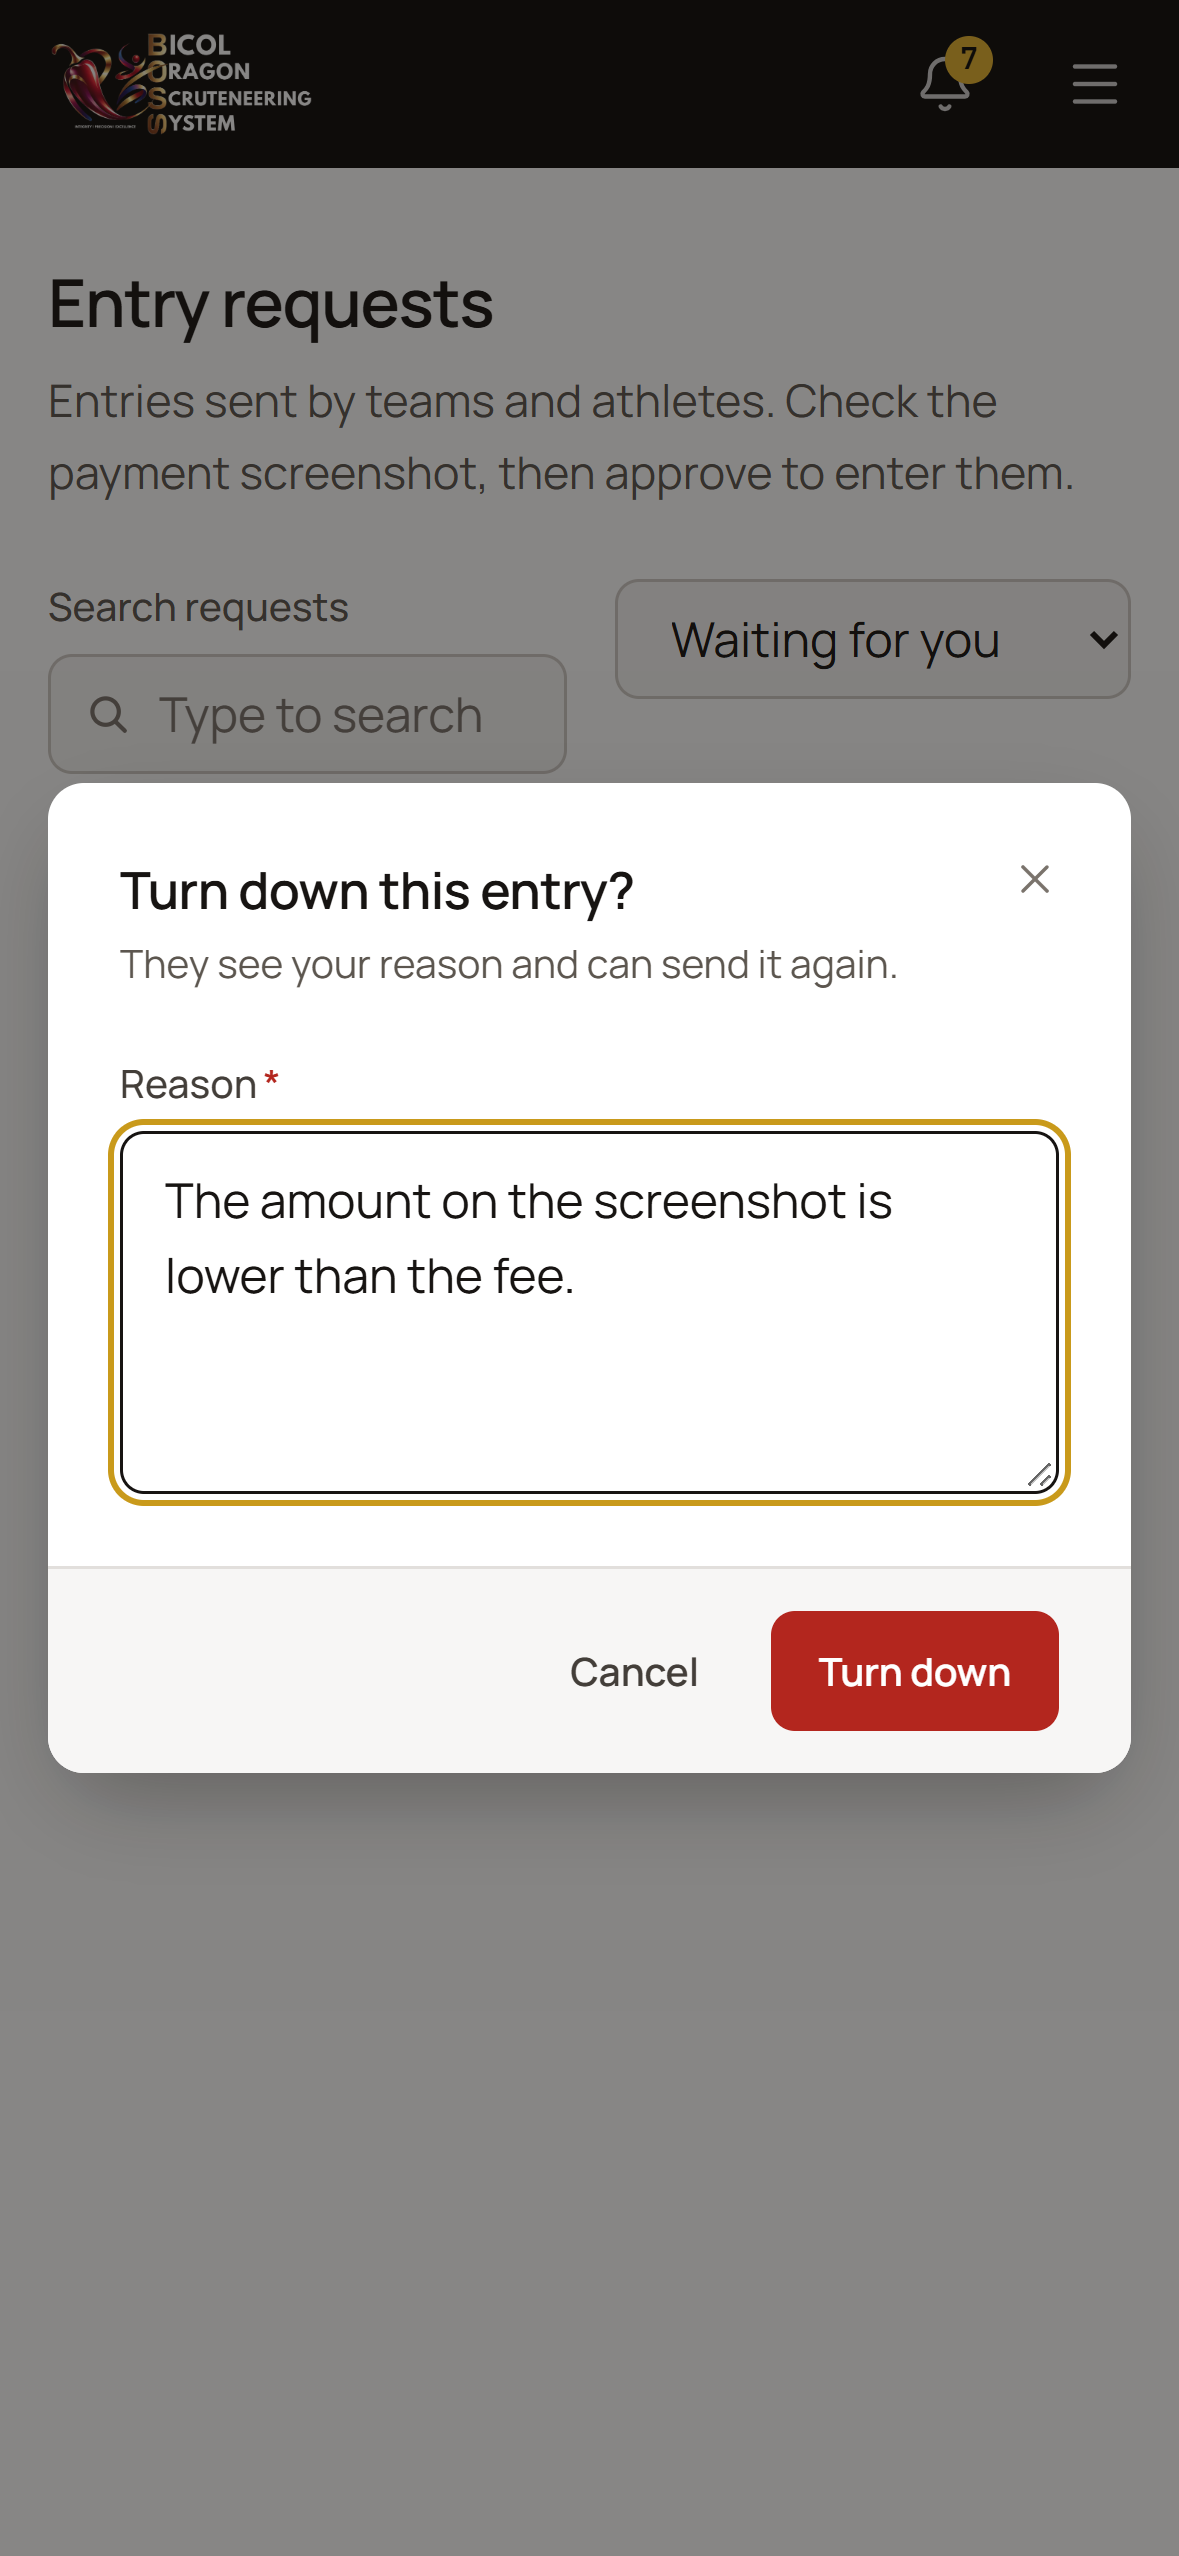 BICOL
ORAGON
SCRUTENEERING
SYSTEM
7
Entry requests
Entries sent by teams and athletes. Check the
payment screenshot, then approve to enter them.
Search requests
Waiting for you
Type to search
Turn down this entry?
They see your reason and can send it again.
Reason *
The amount on the screenshot is
lower than the fee.
Cancel
Turn down